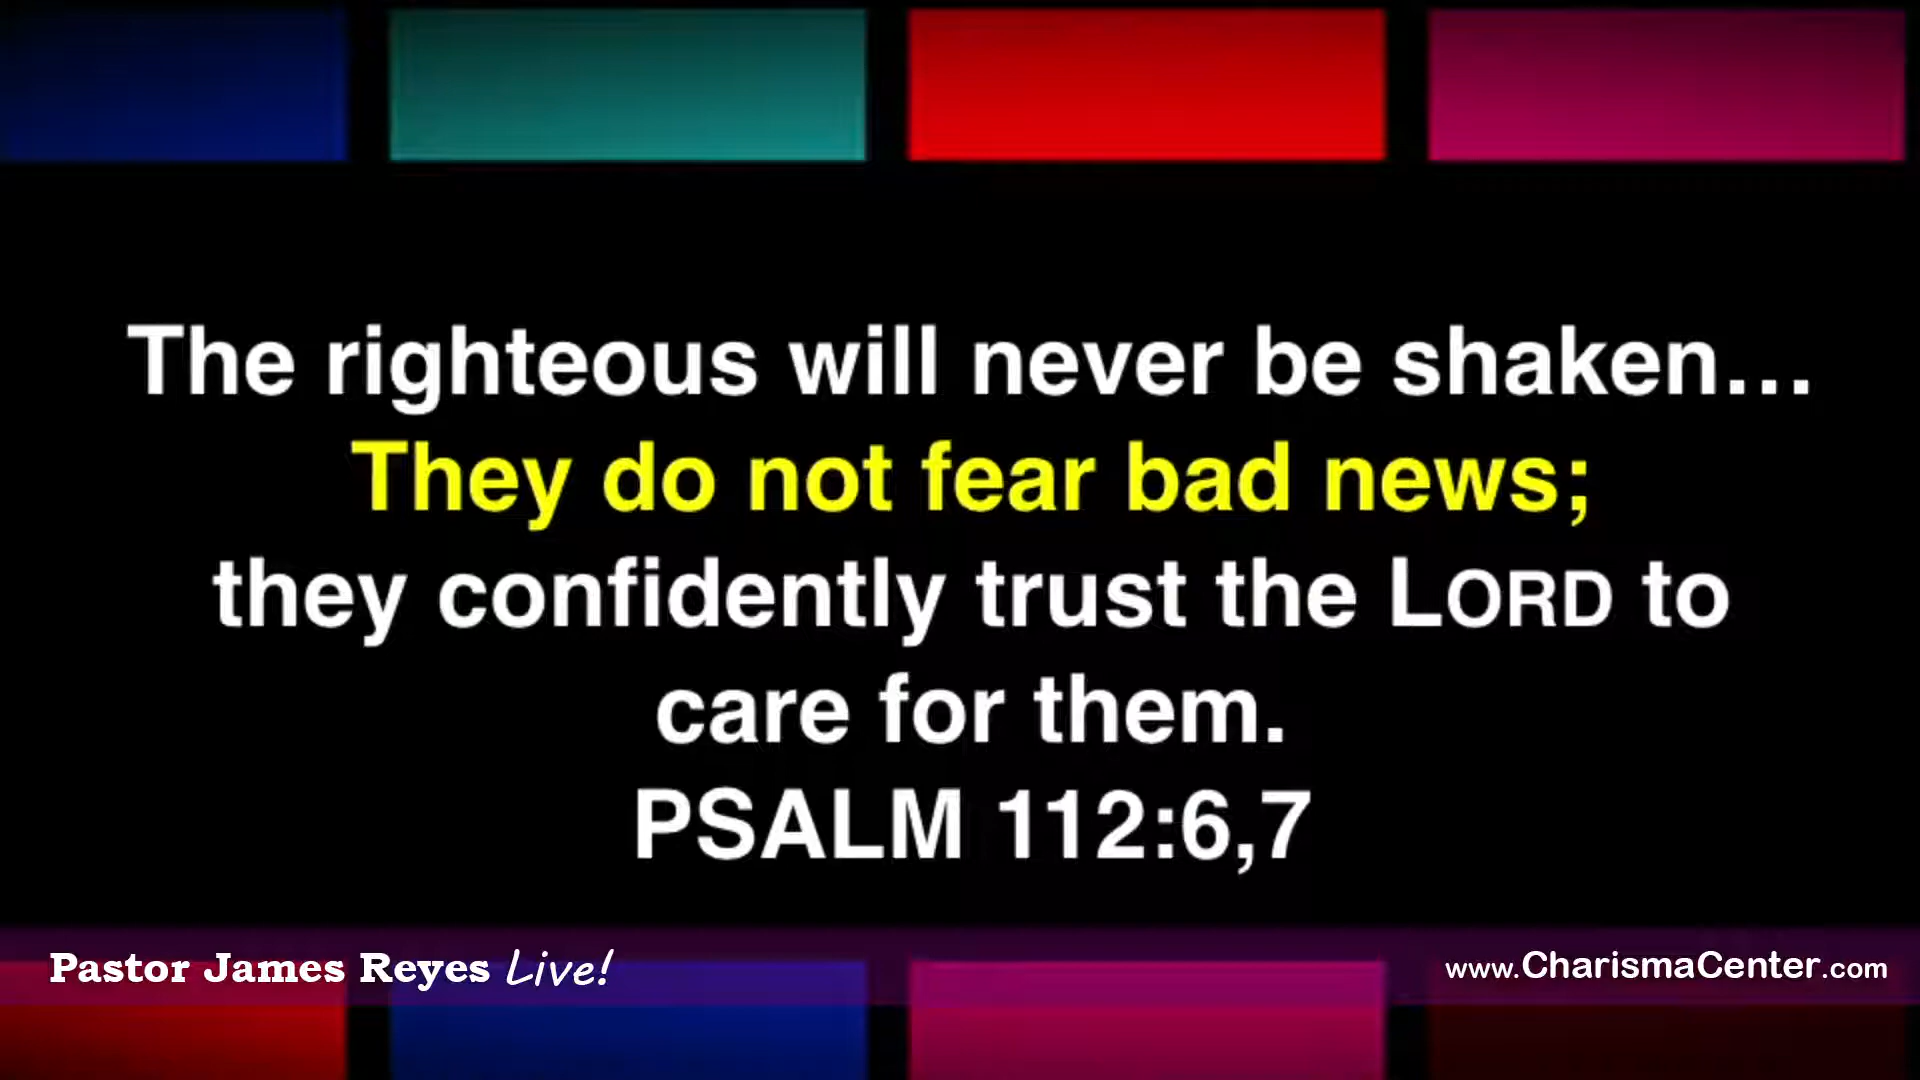 The righteous will never be shaken…
They do not fear bad news;
they confidently trust the LORD to
care for them.
PSALM 112:6,7
Pastor James Reyes Live!
www.CharismaCenter.com